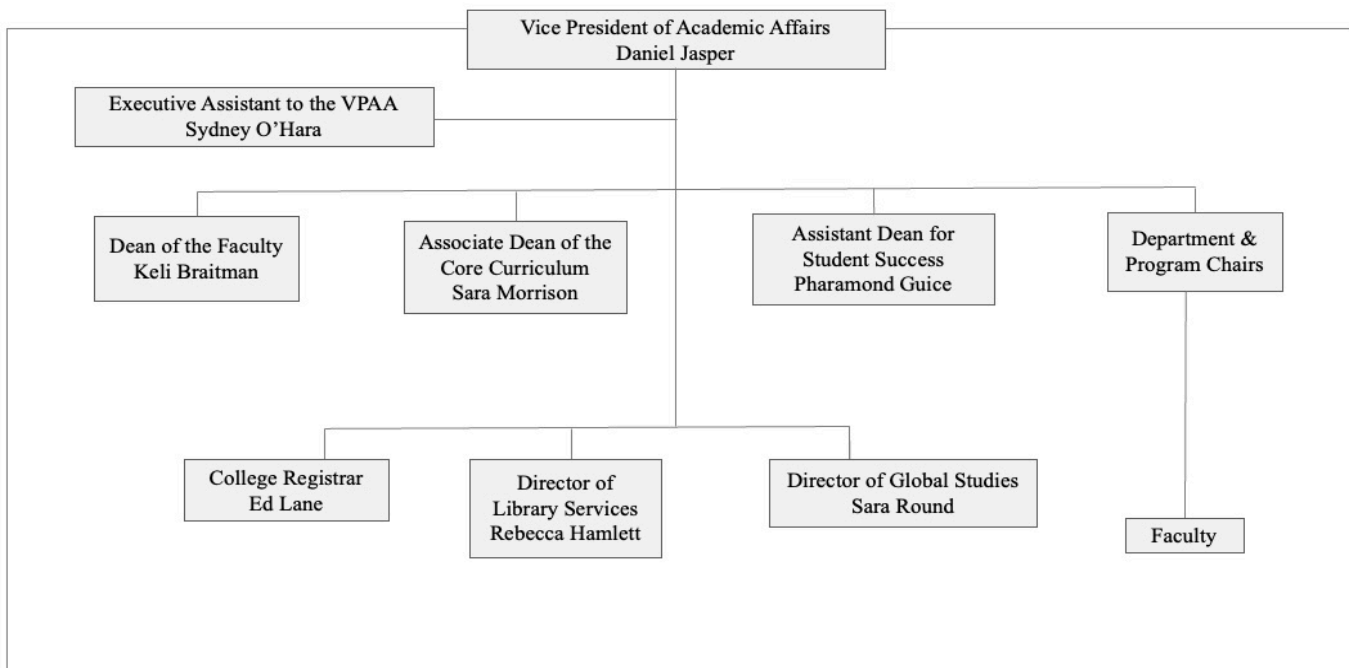 Vice President of Academic Affairs
Daniel Jasper
Executive Assistant to the VPAA
Sydney O’Hara
Dean of the Faculty
Keli Braitman
Associate Dean of the
Core Curriculum
Sara Morrison
Assistant Dean for
Student Success
Pharamond Guice
Department &
Program Chairs
College Registrar
Ed Lane
Director of
Library Services
Rebecca Hamlett
Director of Global Studies
Sara Round
Faculty